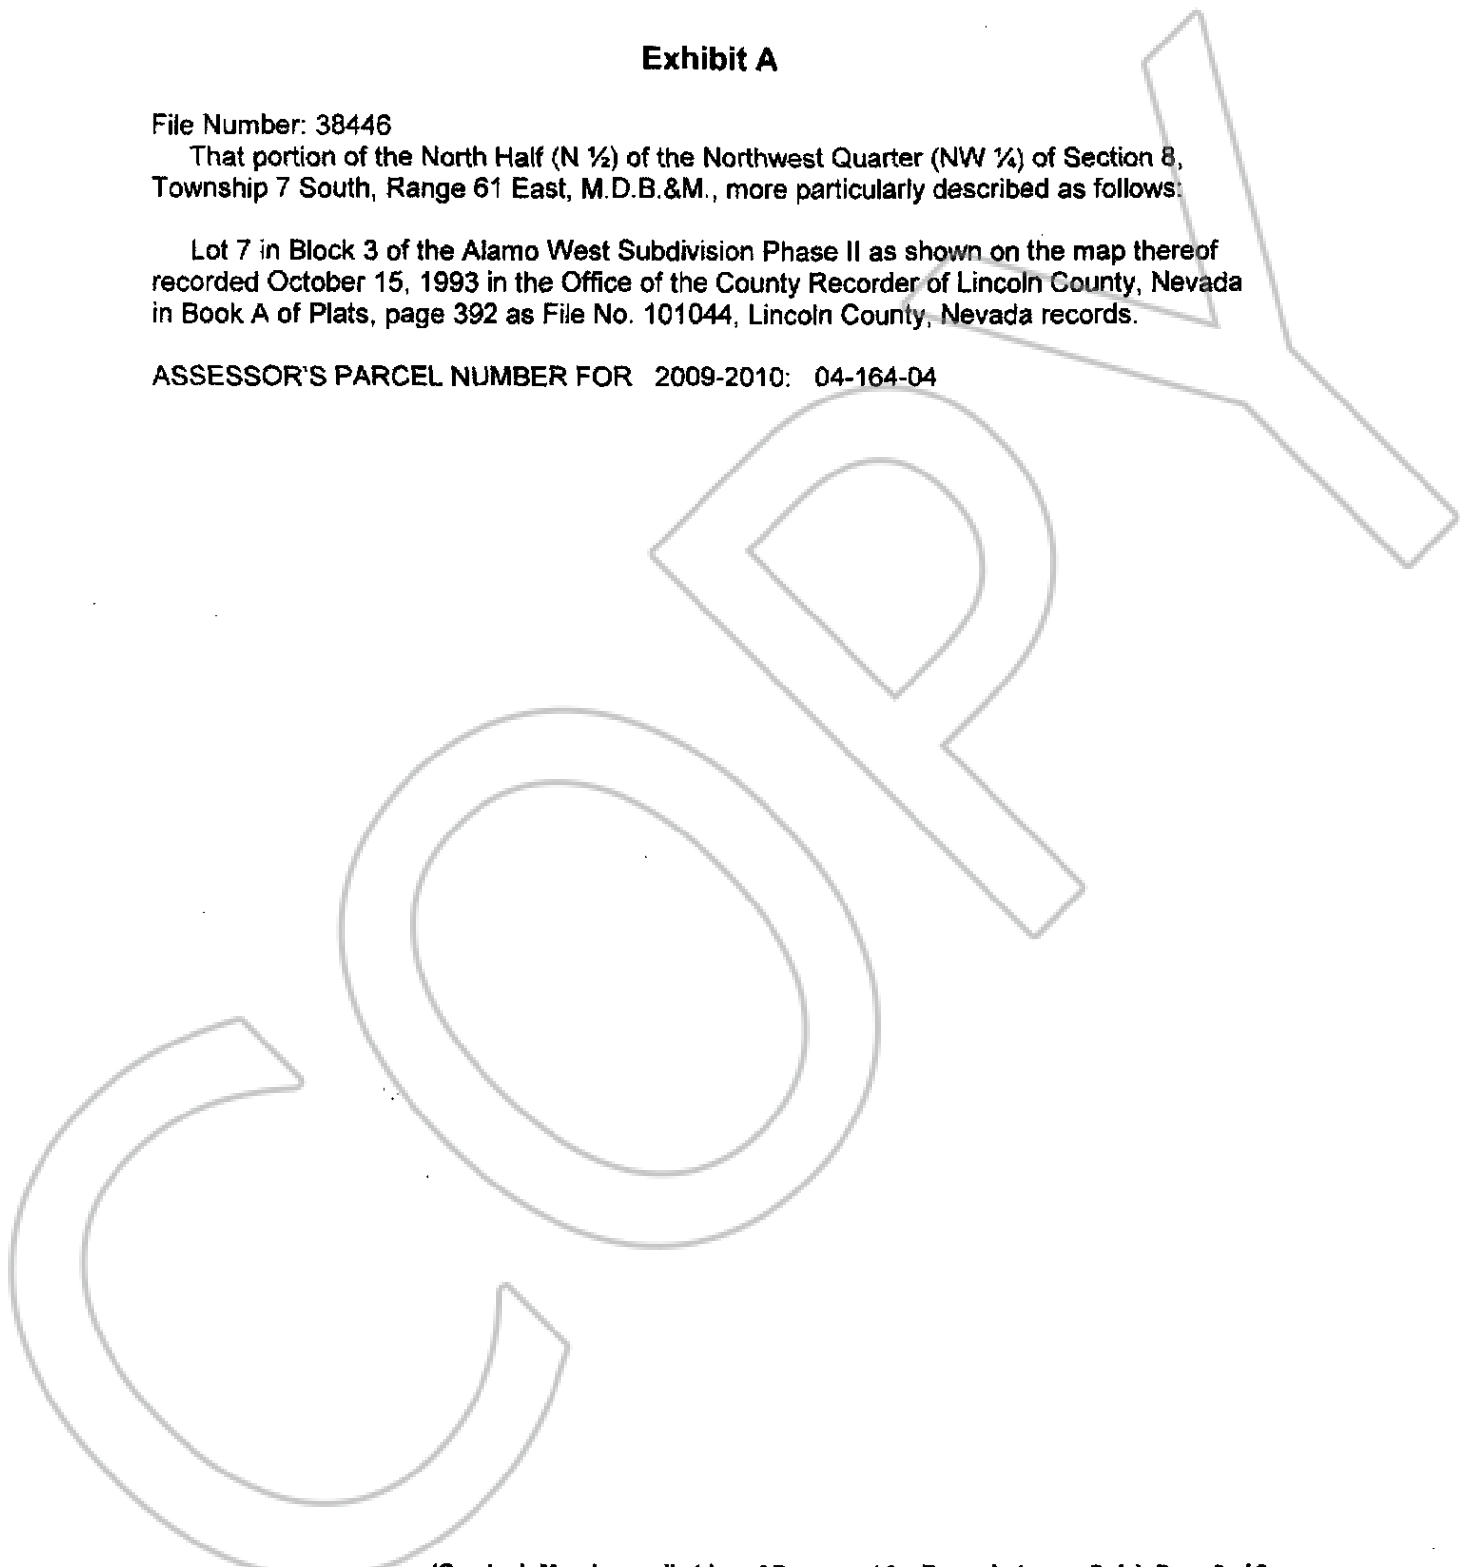 Exhibit A
File Number: 38446
That portion of the North Half (N ½) of the Northwest Quarter (NW ¼) of Section 8,
Township 7 South, Range 61 East, M.D.B.&M., more particularly described as follows:
Lot 7 in Block 3 of the Alamo West Subdivision Phase II as shown on the map thereof
recorded October 15, 1993 in the Office of the County Recorder of Lincoln County, Nevada
in Book A of Plats, page 392 as File No. 101044, Lincoln County, Nevada records.
ASSESSOR'S PARCEL NUMBER FOR 2009-2010: 04-164-04
COPY